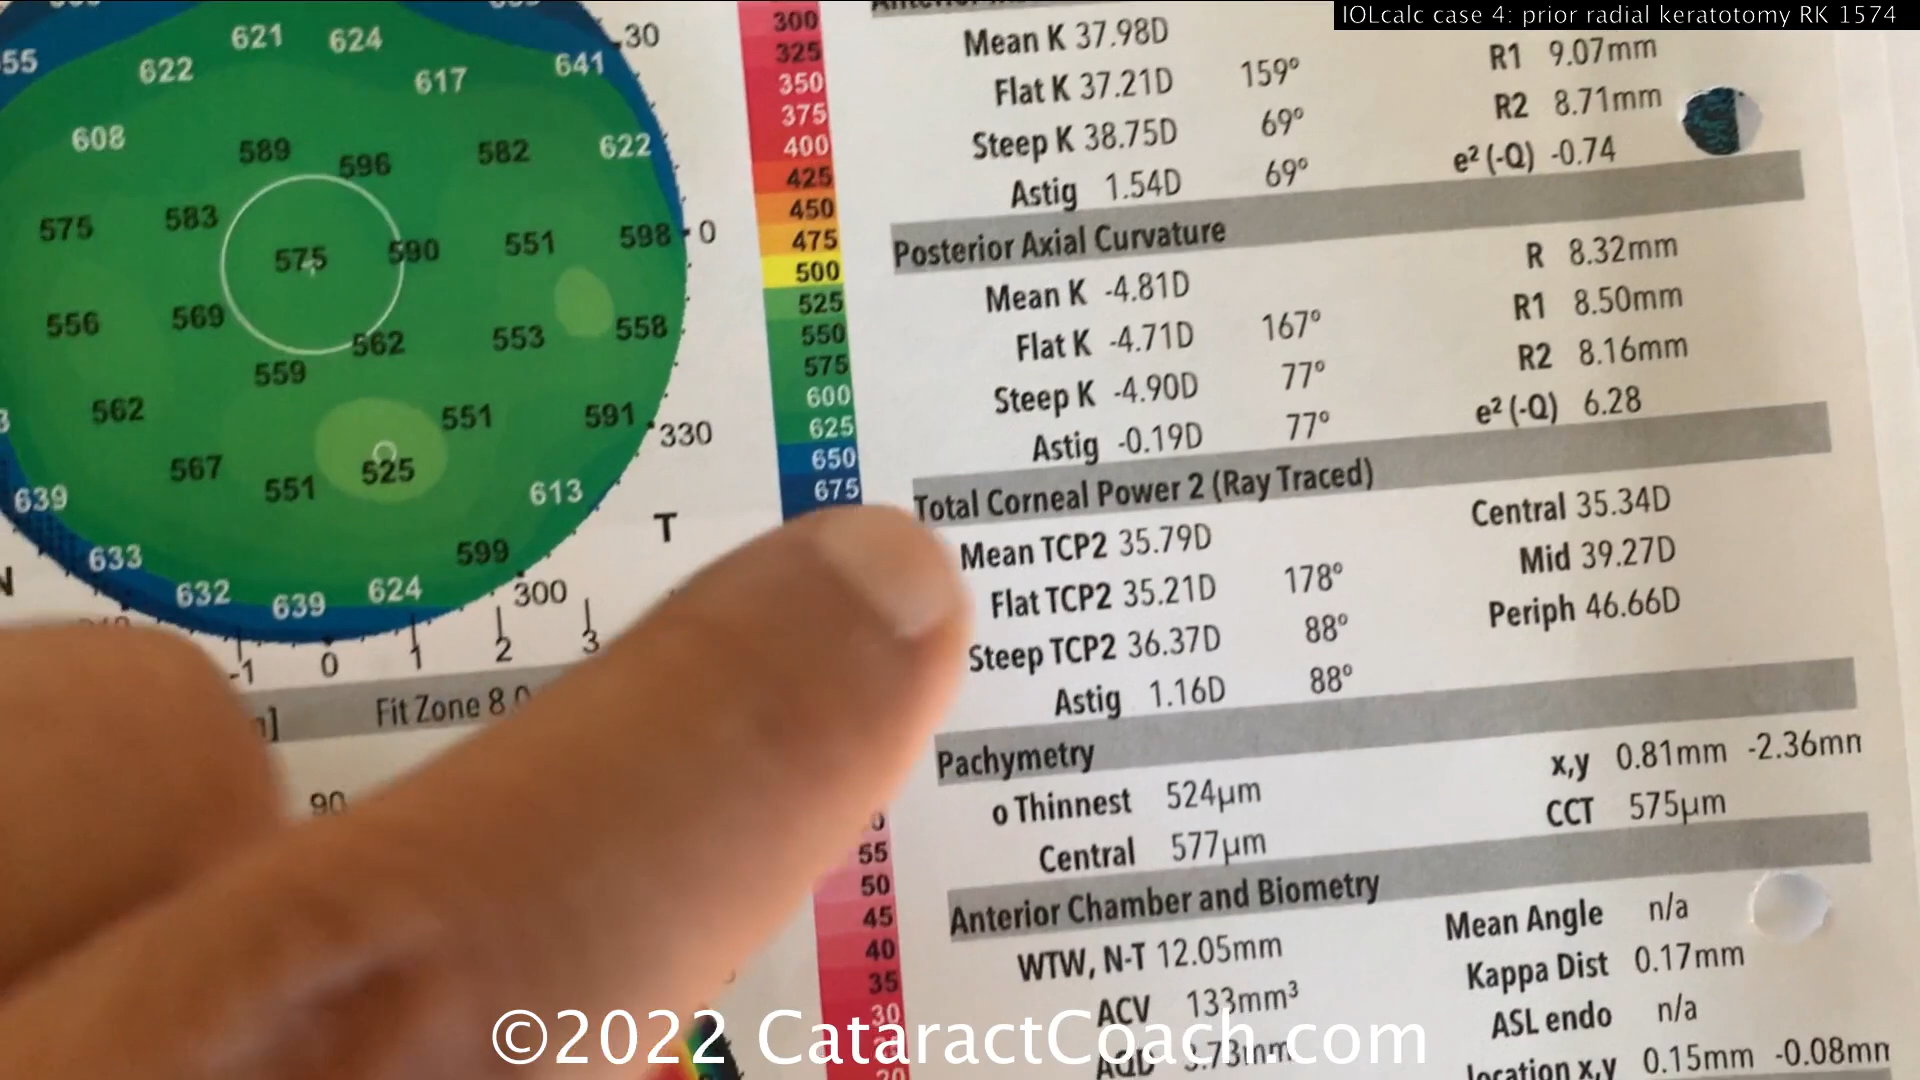 IOLcalc case 4: prior radial keratotomy RK 1574
Mean K 37.98D
Flat K 37.21D 159° R1 9.07mm
Steep K 38.75D 69° R2 8.71mm
Astig 1.54D 69° e² (-Q) -0.74
Posterior Axial Curvature
Mean K -4.81D R 8.32mm
Flat K -4.71D 167° R1 8.50mm
Steep K -4.90D 77° R2 8.16mm
Astig -0.19D 77° e² (-Q) 6.28
Total Corneal Power 2 (Ray Traced)
Mean TCP2 35.79D Central 35.34D
Flat TCP2 35.21D 178° Mid 39.27D
Steep TCP2 36.37D 88° Periph 46.66D
Astig 1.16D 88°
Pachymetry
o Thinnest 524µm x,y 0.81mm -2.36mm
Central 577µm CCT 575µm
Anterior Chamber and Biometry
WTW, N-T 12.05mm Mean Angle n/a
ACV 133mm³ Kappa Dist 0.17mm
ASL endo n/a
location x,y 0.15mm -0.08mm
621 624 30
622 617 641
608 589 596 582 622
575 583 590 551 598 0
575
556 569 562 553 558
559
562 551 591 330
567 551 525
639 613
633 599 T
632 639 624 300
-1 0 1 2 3
Fit Zone 8.0
90
300
325
350
375
400
425
450
475
500
525
550
575
600
625
650
675
55
50
45
40
35
30
20
©2022 CataractCoach.com